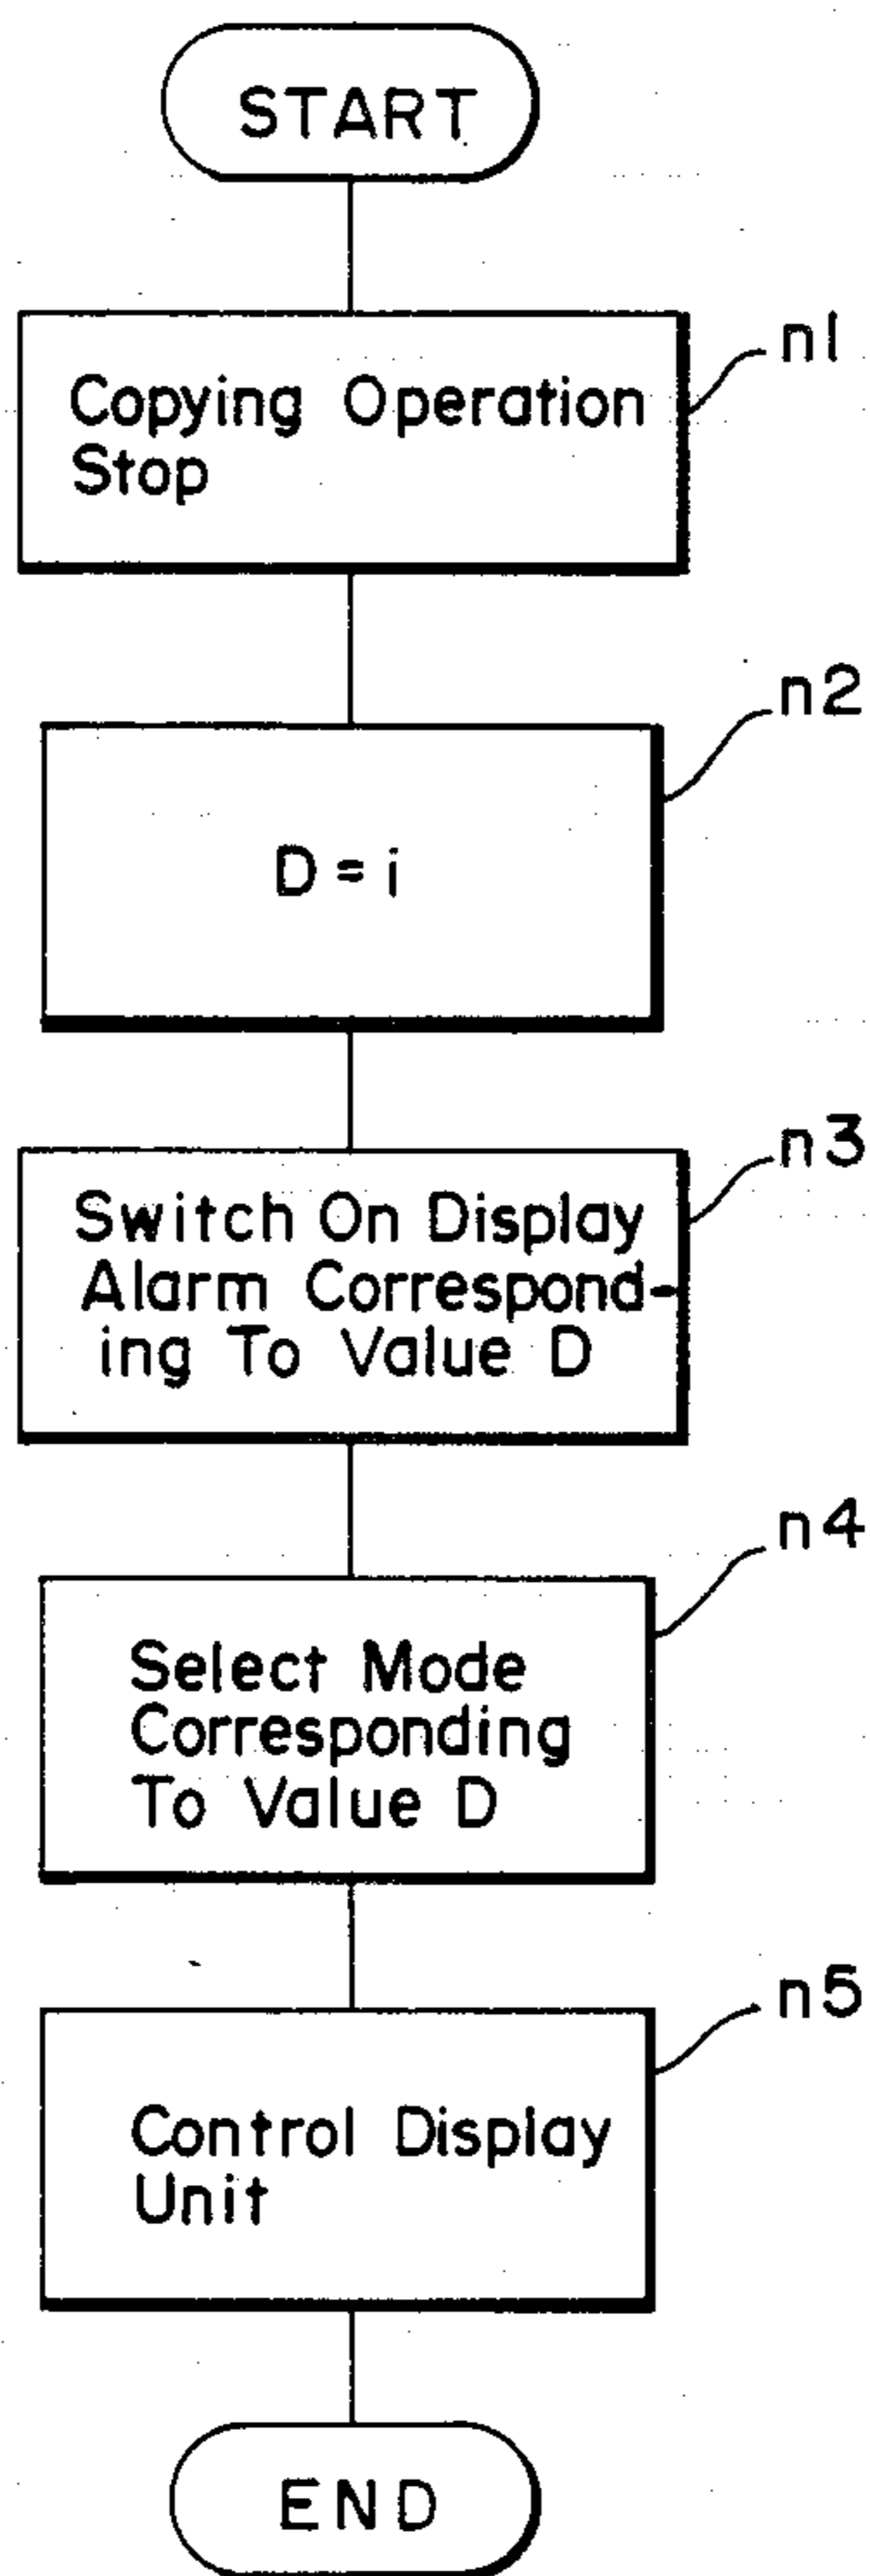 START
n1
Copying Operation
Stop
n2
D = i
n3
Switch On Display
Alarm Correspond-
ing To Value D
n4
Select Mode
Corresponding
To Value D
n5
Control Display
Unit
END